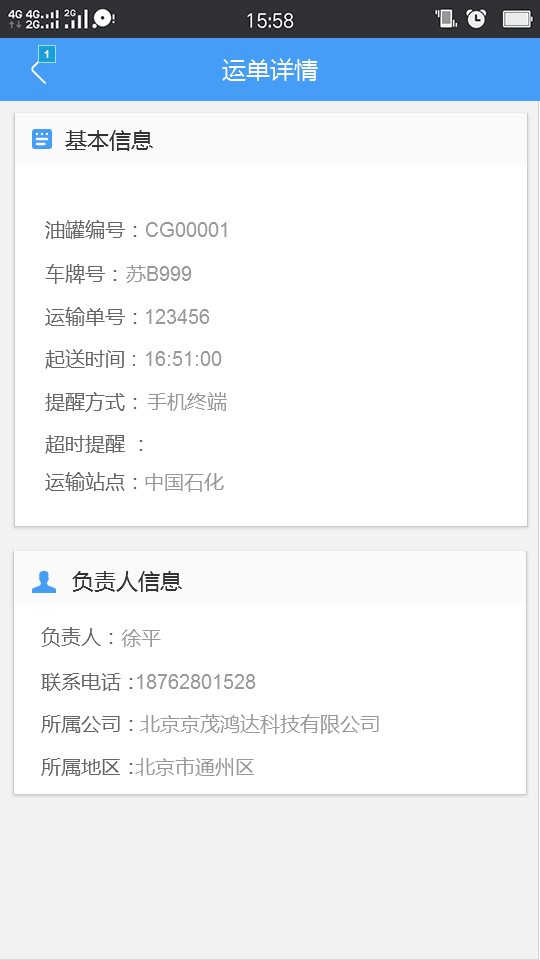 4G 4G 2G 2G 15:58
1
运单详情
基本信息
油罐编号：CG00001
车牌号：苏B999
运输单号：123456
起送时间：16:51:00
提醒方式：手机终端
超时提醒 ：
运输站点：中国石化
负责人信息
负责人：徐平
联系电话 :18762801528
所属公司：北京京茂鸿达科技有限公司
所属地区 :北京市通州区